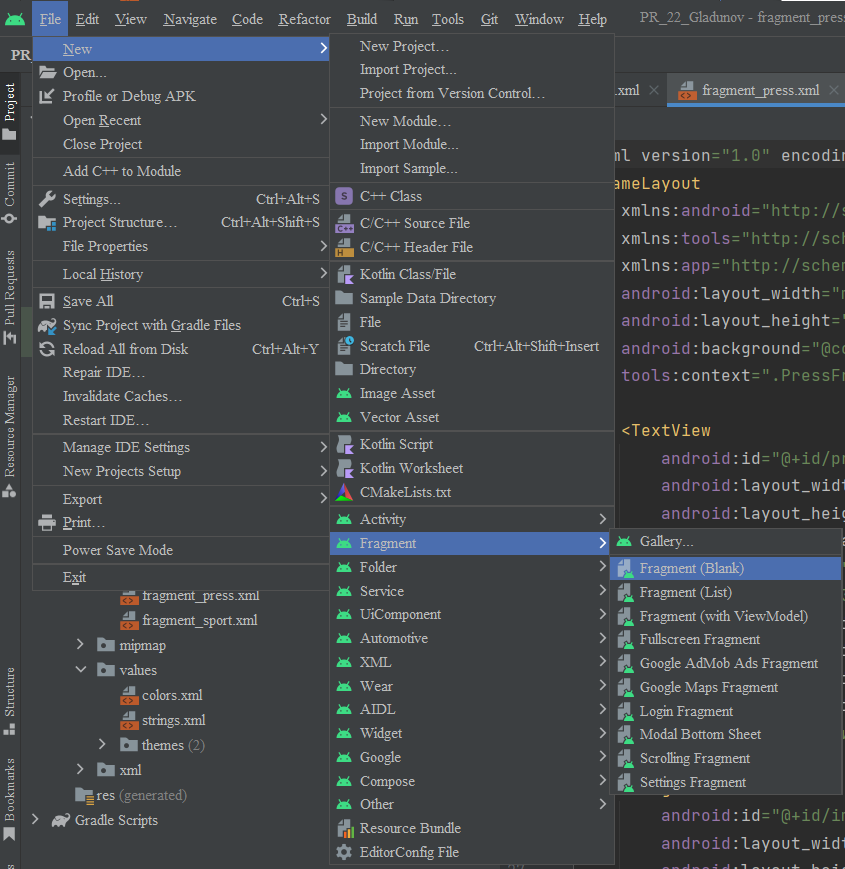 File Edit View Navigate Code Refactor Build Run Tools Git Window Help PR_22_Gladunov - fragment_pres
PR_
New
Open...
Profile or Debug APK
Open Recent
Close Project
Add C++ to Module
Settings... Ctrl+Alt+S
Project Structure... Ctrl+Alt+Shift+S
File Properties
Local History
Save All Ctrl+S
Sync Project with Gradle Files
Reload All from Disk Ctrl+Alt+Y
Repair IDE...
Invalidate Caches...
Restart IDE...
Manage IDE Settings
New Projects Setup
Export
Print...
Power Save Mode
Exit
New Project...
Import Project...
Project from Version Control...
New Module...
Import Module...
Import Sample...
C++ Class
C/C++ Source File
C/C++ Header File
Kotlin Class/File
Sample Data Directory
File
Scratch File Ctrl+Alt+Shift+Insert
Directory
Image Asset
Vector Asset
Kotlin Script
Kotlin Worksheet
CMakeLists.txt
Activity
Fragment
Folder
Service
UiComponent
Automotive
XML
Wear
AIDL
Widget
Google
Compose
Other
Resource Bundle
EditorConfig File
Gallery...
Fragment (Blank)
Fragment (List)
Fragment (with ViewModel)
Fullscreen Fragment
Google AdMob Ads Fragment
Google Maps Fragment
Login Fragment
Modal Bottom Sheet
Scrolling Fragment
Settings Fragment
.xml fragment_press.xml
ml version="1.0" encodin
ameLayout
xmlns:android="http://s
xmlns:tools="http://sch
xmlns:app="http://schem
android:layout_width="
android:layout_height="
android:background="@co
tools:context=".PressFr
<TextView
android:id="@+id/pr
android:layout_widt
android:layout_heig
android:id="@+id/in
android:layout_widt
android:layout_heig
fragment_press.xml
fragment_sport.xml
mipmap
values
colors.xml
strings.xml
themes (2)
xml
res (generated)
Gradle Scripts
Project
Commit
Pull Requests
Resource Manager
Structure
Bookmarks